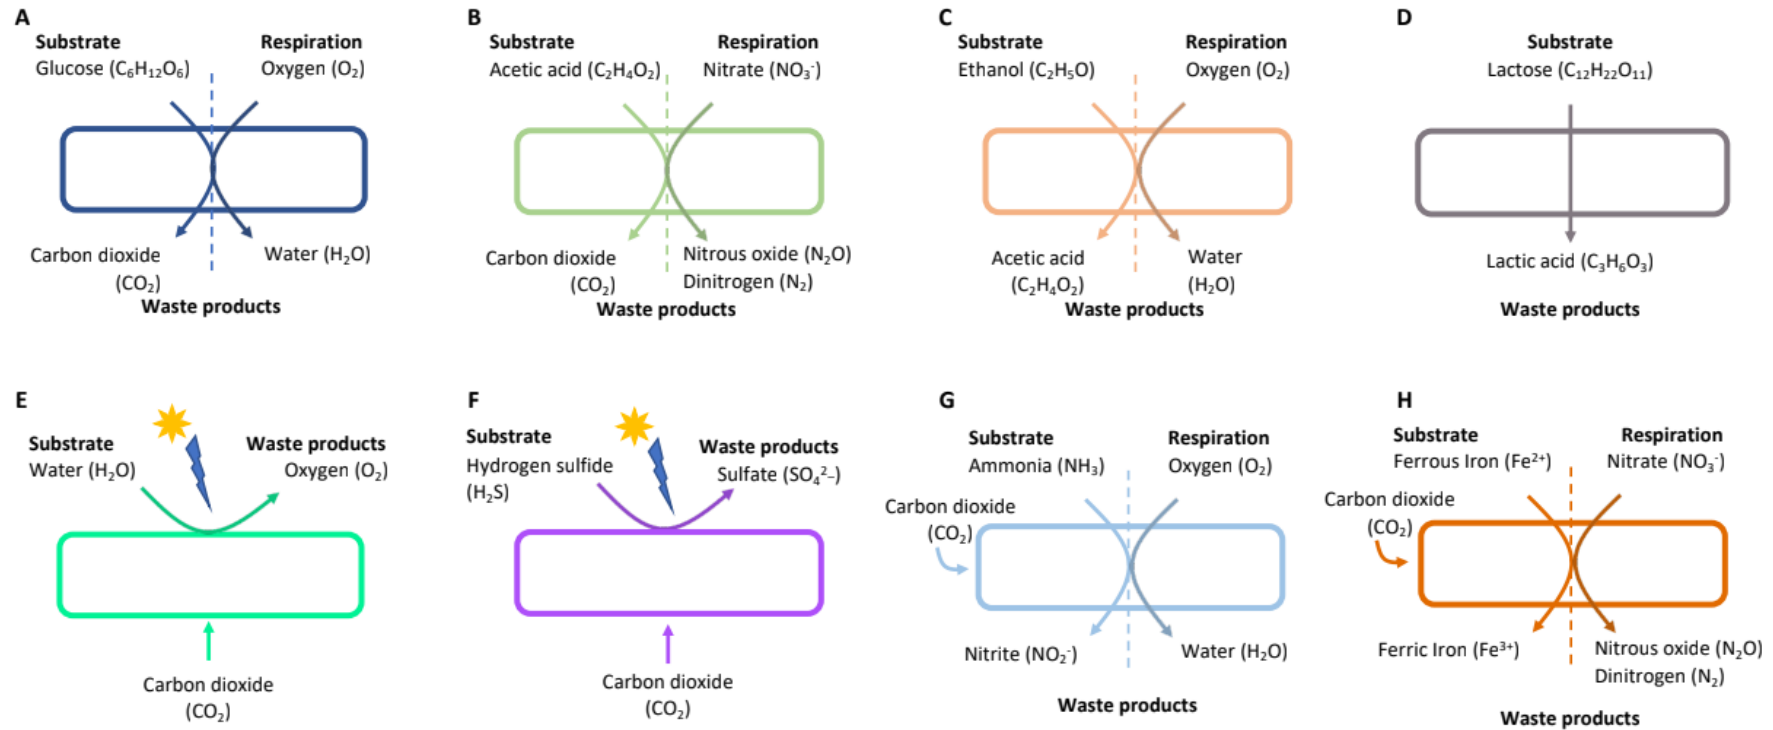 A
Substrate
Glucose (C₆H₁₂O₆)
Respiration
Oxygen (O₂)
Carbon dioxide
(CO₂)
Water (H₂O)
Waste products
B
Substrate
Acetic acid (C₂H₄O₂)
Respiration
Nitrate (NO₃⁻)
Carbon dioxide
(CO₂)
Nitrous oxide (N₂O)
Dinitrogen (N₂)
Waste products
C
Substrate
Ethanol (C₂H₅O)
Respiration
Oxygen (O₂)
Acetic acid
(C₂H₄O₂)
Water
(H₂O)
Waste products
D
Substrate
Lactose (C₁₂H₂₂O₁₁)
Lactic acid (C₃H₆O₃)
Waste products
E
Substrate
Water (H₂O)
Waste products
Oxygen (O₂)
Carbon dioxide
(CO₂)
F
Substrate
Hydrogen sulfide
(H₂S)
Waste products
Sulfate (SO₄²⁻)
Carbon dioxide
(CO₂)
G
Substrate
Ammonia (NH₃)
Respiration
Oxygen (O₂)
Carbon dioxide
(CO₂)
Nitrite (NO₂⁻)
Water (H₂O)
Waste products
H
Substrate
Ferrous Iron (Fe²⁺)
Respiration
Nitrate (NO₃⁻)
Carbon dioxide
(CO₂)
Ferric Iron (Fe³⁺)
Nitrous oxide (N₂O)
Dinitrogen (N₂)
Waste products